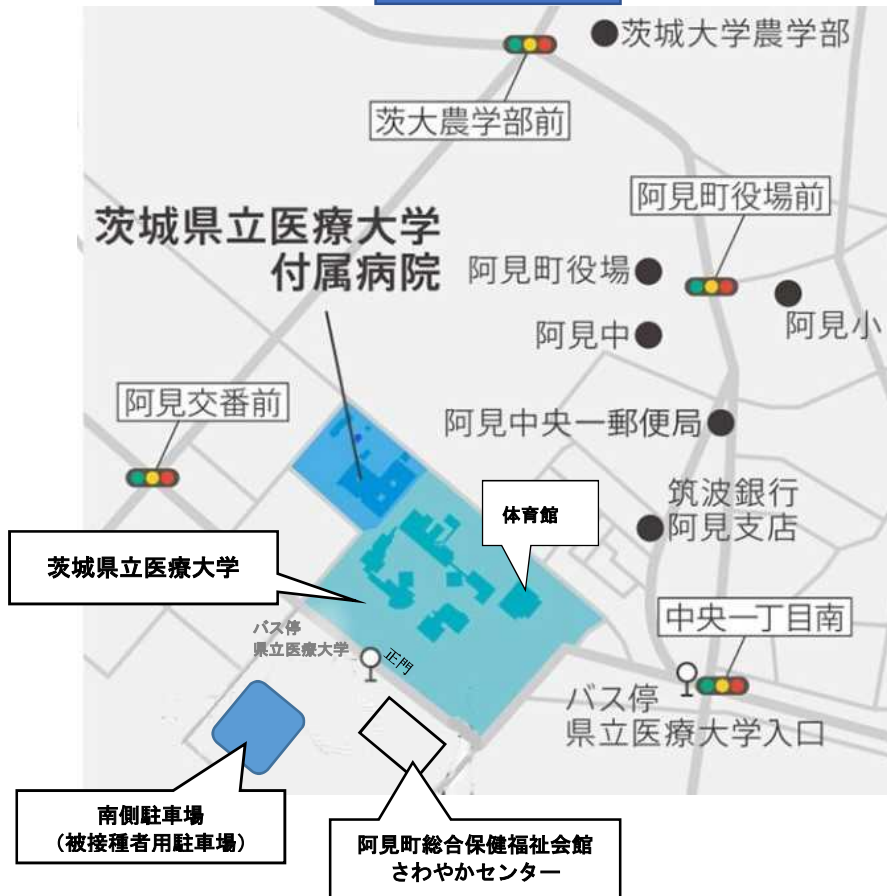 茨城大学農学部
茨大農学部前
阿見町役場前
茨城県立医療大学
付属病院
阿見町役場
阿見小
阿見中
阿見交番前
阿見中央一郵便局
筑波銀行
阿見支店
体育館
茨城県立医療大学
中央一丁目南
バス停
県立医療大学
正門
バス停
県立医療大学入口
南側駐車場
（被接種者用駐車場）
阿見町総合保健福祉会館
さわやかセンター